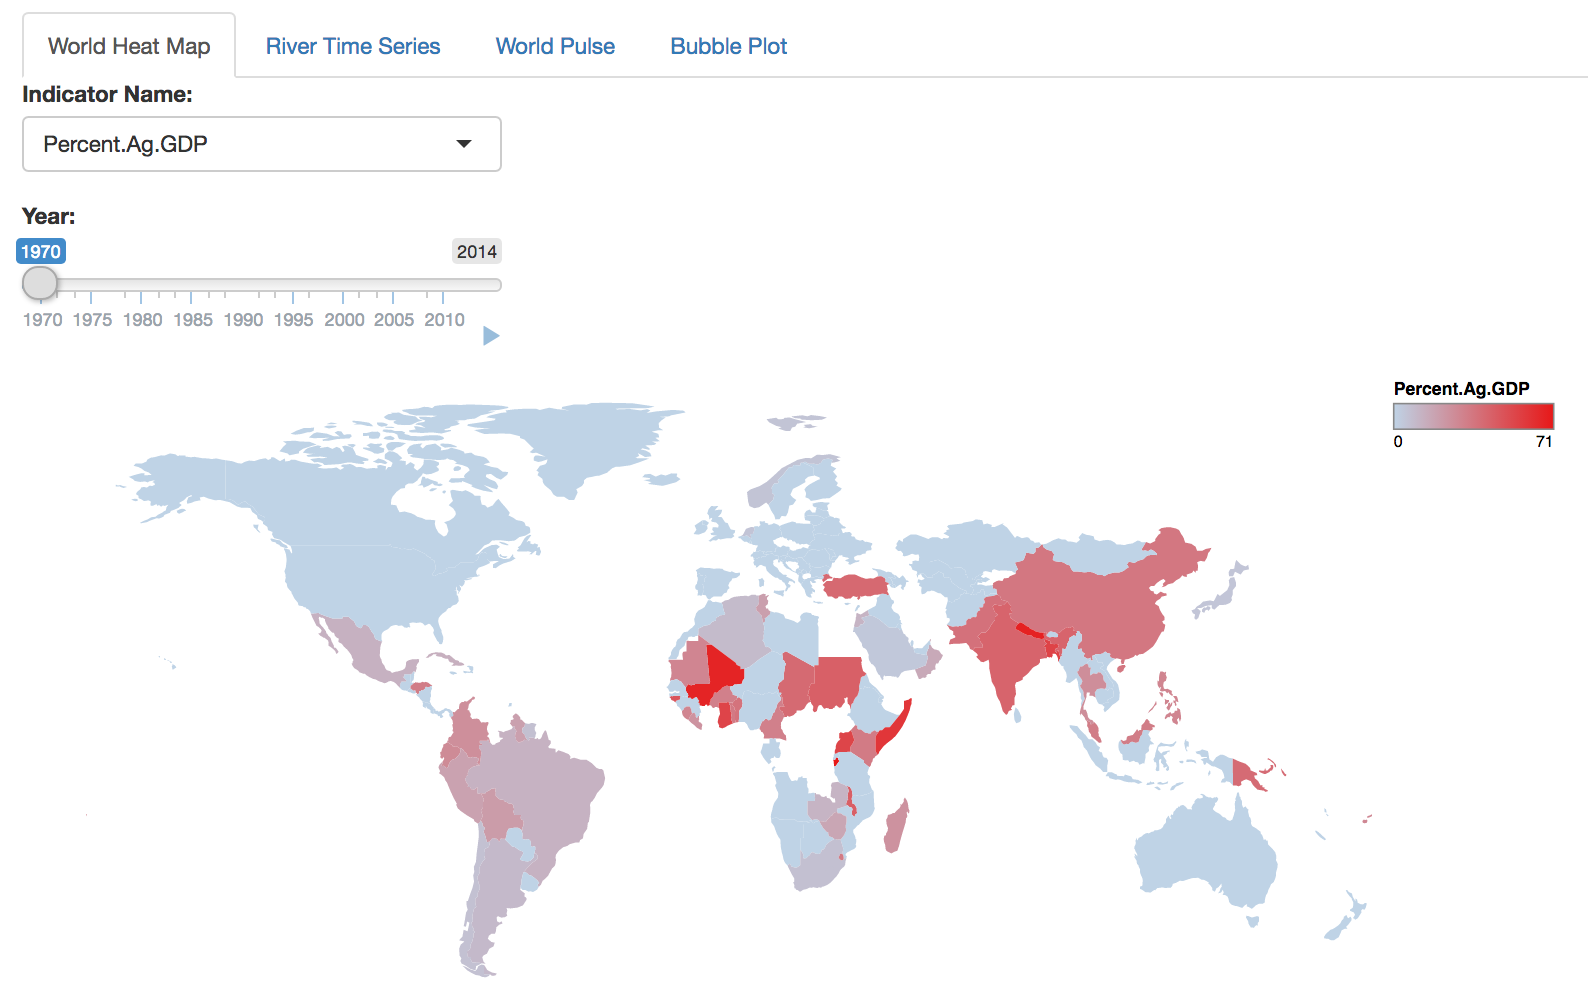 World Heat Map River Time Series World Pulse Bubble Plot
Indicator Name:
Percent.Ag.GDP
Year:
1970 2014
1970 1975 1980 1985 1990 1995 2000 2005 2010
Percent.Ag.GDP
0 71